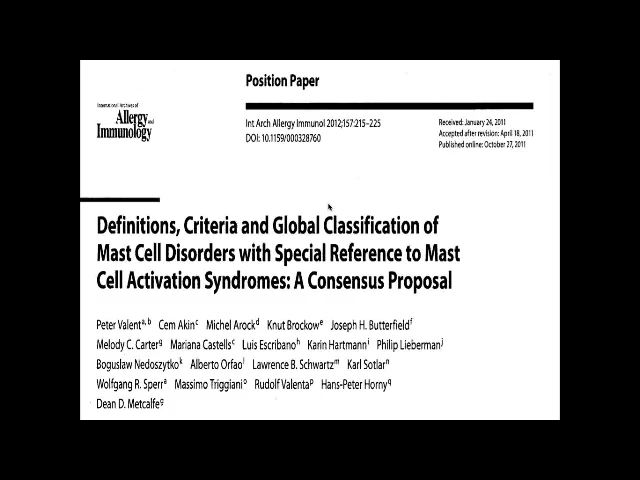 Position Paper
International Archives of
Allergy and
Immunology
Int Arch Allergy Immunol 2012;157:215–225
DOI: 10.1159/000328760
Received: January 24, 2011
Accepted after revision: April 18, 2011
Published online: October 27, 2011
Definitions, Criteria and Global Classification of
Mast Cell Disorders with Special Reference to Mast
Cell Activation Syndromes: A Consensus Proposal
Peter Valent a, b Cem Akin c Michel Arock d Knut Brockow e Joseph H. Butterfield f
Melody C. Carter g Mariana Castells c Luis Escribano h Karin Hartmann i Philip Lieberman j
Boguslaw Nedoszytko k Alberto Orfao l Lawrence B. Schwartz m Karl Sotlar n
Wolfgang R. Sperr a Massimo Triggiani o Rudolf Valenta p Hans-Peter Horny q
Dean D. Metcalfe g